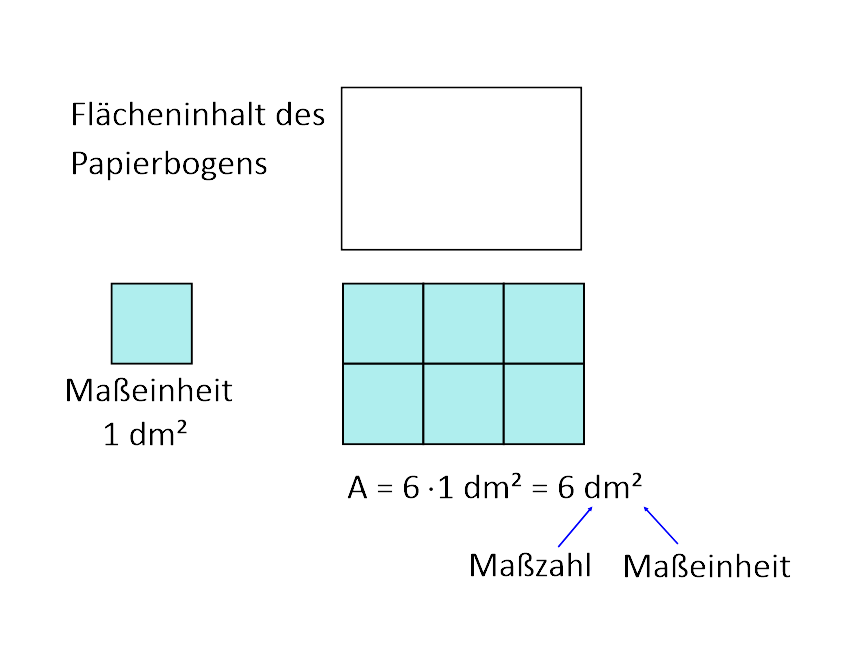 Flächeninhalt des
Papierbogens
Maßeinheit
1 dm²
A = 6 ·1 dm² = 6 dm²
Maßzahl Maßeinheit